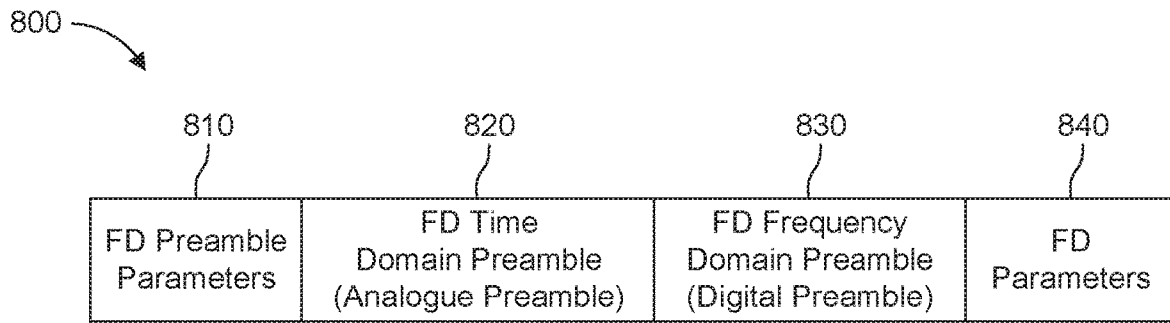 800
810
820
830
840
FD Preamble
Parameters
FD Time
Domain Preamble
(Analogue Preamble)
FD Frequency
Domain Preamble
(Digital Preamble)
FD
Parameters